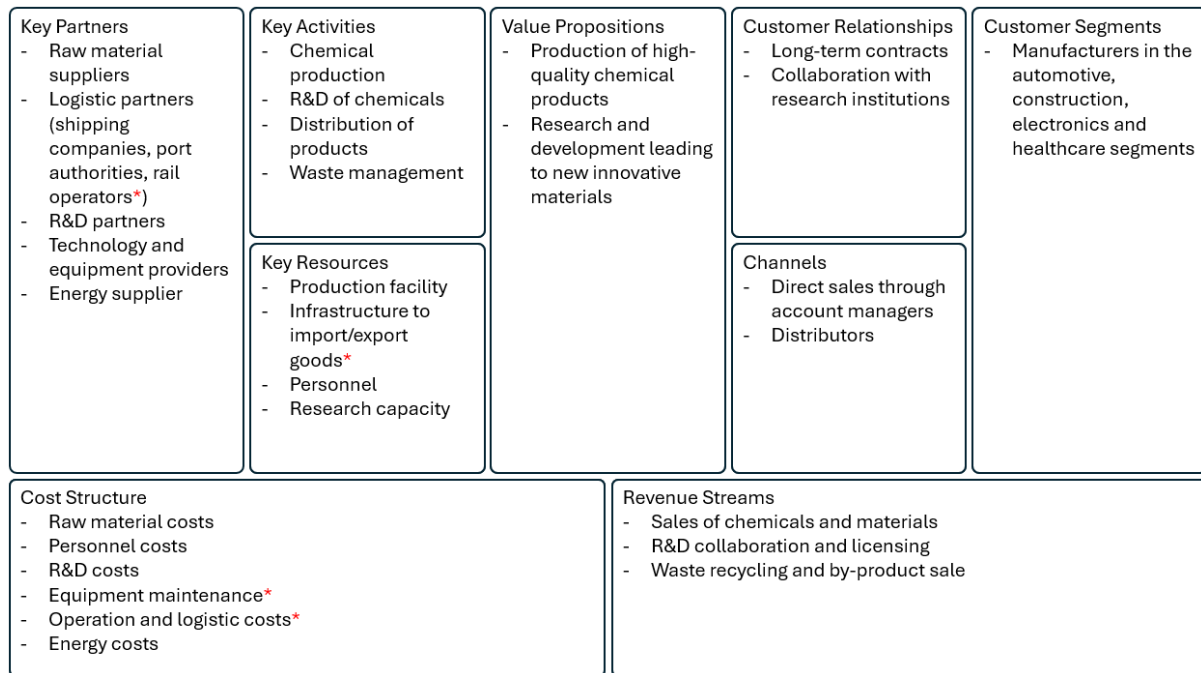 Key Partners
- Raw material
suppliers
- Logistic partners
(shipping
companies, port
authorities, rail
operators*)
- R&D partners
- Technology and
equipment providers
- Energy supplier
Key Activities
- Chemical
production
- R&D of chemicals
- Distribution of
products
- Waste management
Key Resources
- Production facility
- Infrastructure to
import/export
goods*
- Personnel
- Research capacity
Value Propositions
- Production of high-
quality chemical
products
- Research and
development leading
to new innovative
materials
Customer Relationships
- Long-term contracts
- Collaboration with
research institutions
Channels
- Direct sales through
account managers
- Distributors
Customer Segments
- Manufacturers in the
automotive,
construction,
electronics and
healthcare segments
Cost Structure
- Raw material costs
- Personnel costs
- R&D costs
- Equipment maintenance*
- Operation and logistic costs*
- Energy costs
Revenue Streams
- Sales of chemicals and materials
- R&D collaboration and licensing
- Waste recycling and by-product sale